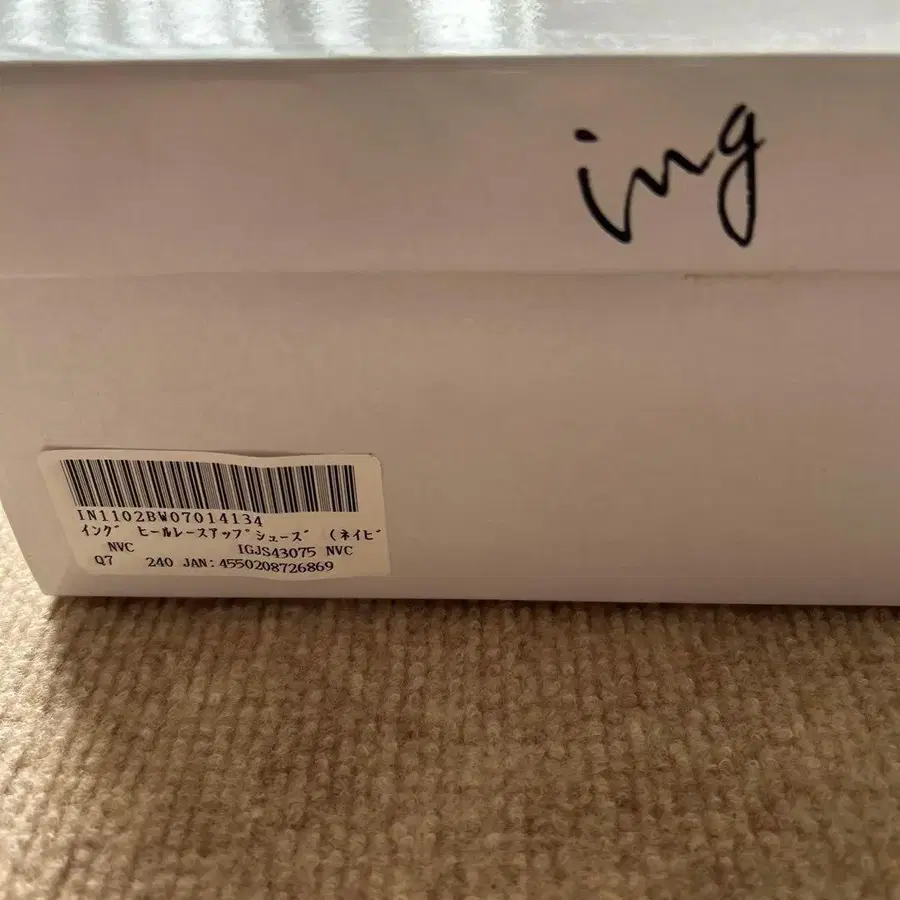 ing
IN1102BW07014134
イング ヒールレースアップシューズ (ネイビ
NVC IGJS43075 NVC
Q7 240 JAN:4550208726869